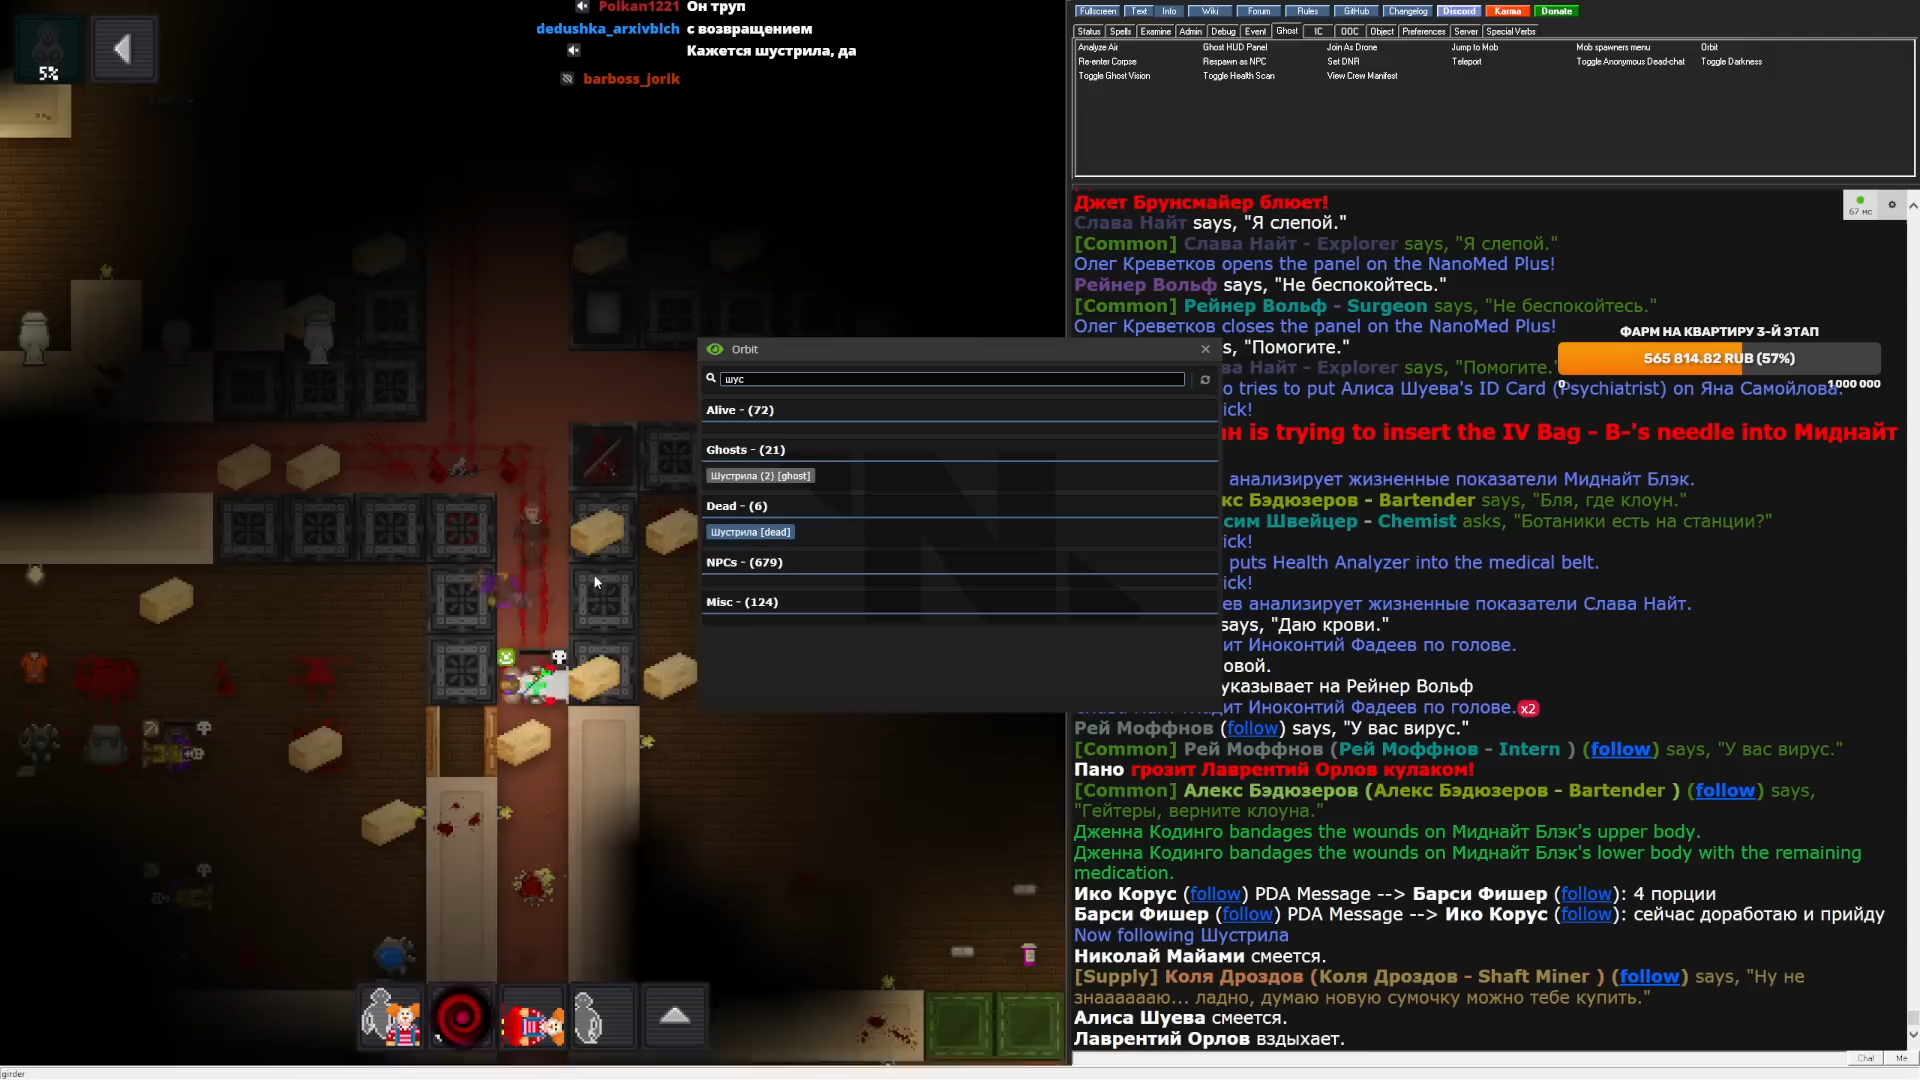 Polkan1221 Он труп
dedushka_arxivblch с возвращением
Кажется шустрила, да
barboss_jorik
5%
Fullscreen Text Info Wiki Forum Rules GitHub Changelog Discord Karma Donate
Status Spells Examine Admin Debug Event Ghost IC OOC Object Preferences Server Special Verbs
Analyze Air Ghost HUD Panel Join As Drone Jump to Mob Mob spawners menu Orbit
Re-enter Corpse Respawn as NPC Set DNR Teleport Toggle Anonymous Dead-chat Toggle Darkness
Toggle Ghost Vision Toggle Health Scan View Crew Manifest
67 мс
Джет Брунсмайер блюет!
Слава Найт says, "Я слепой."
[Common] Слава Найт - Explorer says, "Я слепой."
Олег Креветков opens the panel on the NanoMed Plus!
Рейнер Вольф says, "Не беспокойтесь."
[Common] Рейнер Вольф - Surgeon says, "Не беспокойтесь."
Олег Креветков closes the panel on the NanoMed Plus!
s, "Помогите."
ва Найт - Explorer says, "Помогите."
ФАРМ НА КВАРТИРУ 3-Й ЭТАП
565 814.82 RUB (57%)
0 1 000 000
o tries to put Алиса Шуева's ID Card (Psychiatrist) on Яна Самойлова.
ick!
ан is trying to insert the IV Bag - B-'s needle into Миднайт
анализирует жизненные показатели Миднайт Блэк.
кс Бэдюзеров - Bartender says, "Бля, где клоун."
сим Швейцер - Chemist asks, "Ботаники есть на станции?"
ick!
puts Health Analyzer into the medical belt.
ick!
ев анализирует жизненные показатели Слава Найт.
says, "Даю крови."
дит Иноконтий Фадеев по голове.
овой.
указывает на Рейнер Вольф
дит Иноконтий Фадеев по голове. x2
Рей Моффнов (follow) says, "У вас вирус."
[Common] Рей Моффнов (Рей Моффнов - Intern ) (follow) says, "У вас вирус."
Пано грозит Лаврентий Орлов кулаком!
[Common] Алекс Бэдюзеров (Алекс Бэдюзеров - Bartender ) (follow) says,
"Гейтеры, верните клоуна."
Дженна Кодинго bandages the wounds on Миднайт Блэк's upper body.
Дженна Кодинго bandages the wounds on Миднайт Блэк's lower body with the remaining
medication.
Ико Корус (follow) PDA Message --> Барси Фишер (follow): 4 порции
Барси Фишер (follow) PDA Message --> Ико Корус (follow): сейчас доработаю и прийду
Now following Шустрила
Николай Майами смеется.
[Supply] Коля Дроздов (Коля Дроздов - Shaft Miner ) (follow) says, "Ну не
знаааааaю... ладно, думаю новую сумочку можно тебе купить."
Алиса Шуева смеется.
Лаврентий Орлов вздыхает.
Chat Me
Orbit
шус
Alive - (72)
Ghosts - (21)
Шустрила (2) [ghost]
Dead - (6)
Шустрила [dead]
NPCs - (679)
Misc - (124)
girder